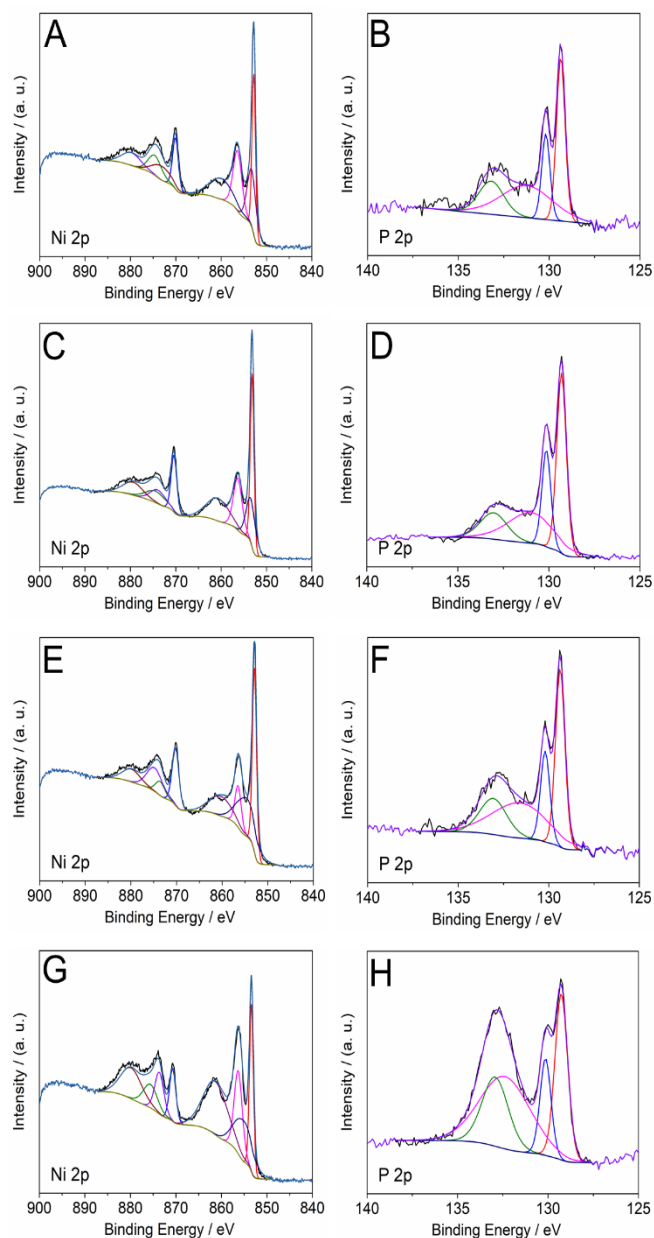 A
Intensity / (a. u.)
Ni 2p
900 890 880 870 860 850 840
Binding Energy / eV
B
Intensity / (a. u.)
P 2p
140 135 130 125
Binding Energy / eV
C
Intensity / (a. u.)
Ni 2p
900 890 880 870 860 850 840
Binding Energy / eV
D
Intensity / (a. u.)
P 2p
140 135 130 125
Binding Energy / eV
E
Intensity / (a. u.)
Ni 2p
900 890 880 870 860 850 840
Binding Energy / eV
F
Intensity / (a. u.)
P 2p
140 135 130 125
Binding Energy / eV
G
Intensity / (a. u.)
Ni 2p
900 890 880 870 860 850 840
Binding Energy / eV
H
Intensity / (a. u.)
P 2p
140 135 130 125
Binding Energy / eV